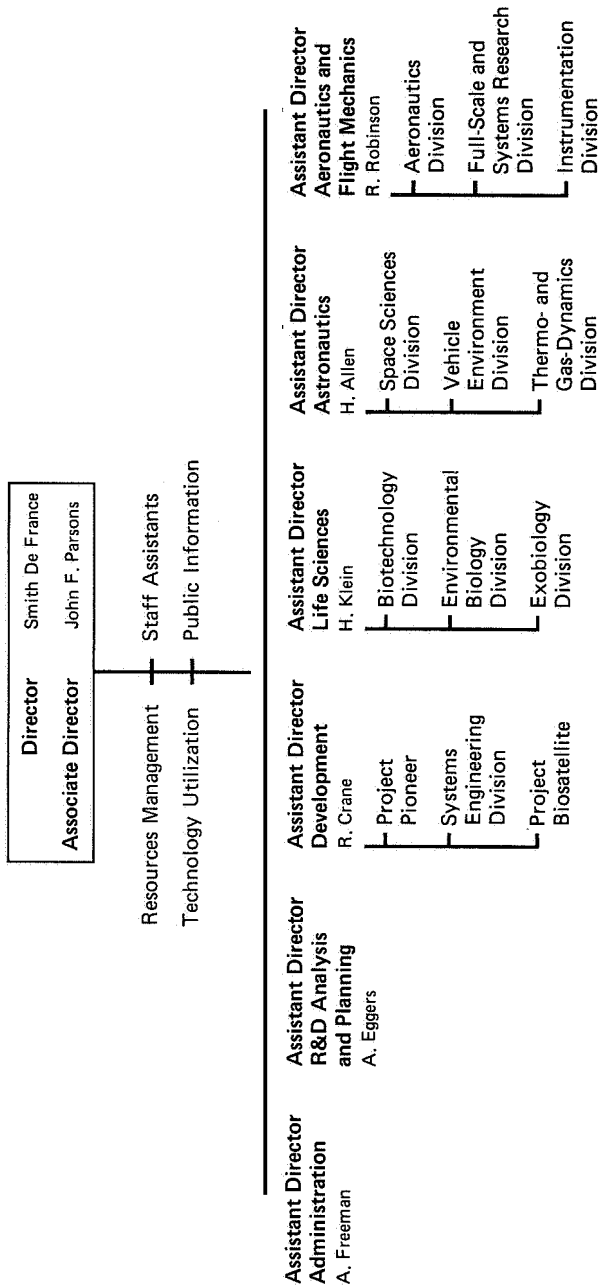 Director Smith De France
Associate Director John F. Parsons
Resources Management Staff Assistants
Technology Utilization Public Information
Assistant Director
Administration
A. Freeman
Assistant Director
R&D Analysis
and Planning
A. Eggers
Assistant Director
Development
R. Crane
Project
Pioneer
Systems
Engineering
Division
Project
Biosatellite
Assistant Director
Life Sciences
H. Klein
Biotechnology
Division
Environmental
Biology
Division
Exobiology
Division
Assistant Director
Astronautics
H. Allen
Space Sciences
Division
Vehicle
Environment
Division
Thermo- and
Gas-Dynamics
Division
Assistant Director
Aeronautics and
Flight Mechanics
R. Robinson
Aeronautics
Division
Full-Scale and
Systems Research
Division
Instrumentation
Division